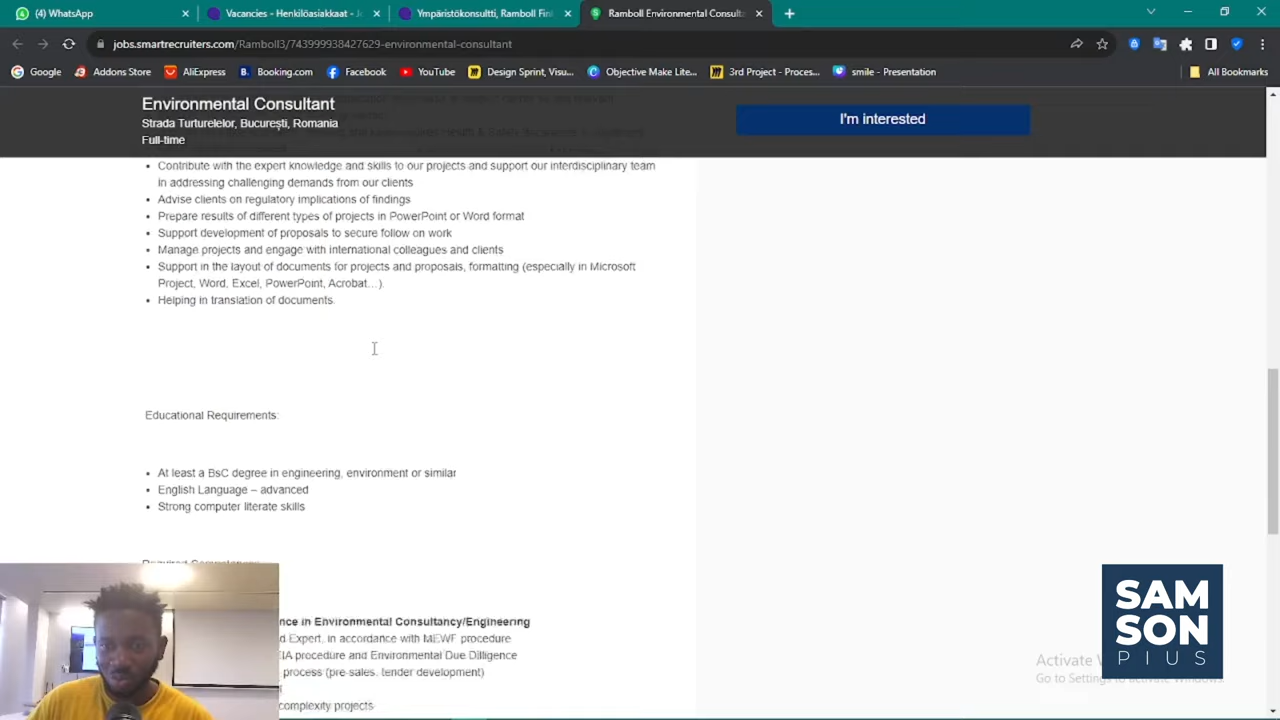 (4) WhatsApp
Vacancies - Henkilöasiakkaat - J
Ympäristökonsultti, Ramboll Finl
Ramboll Environmental Consulta
jobs.smartrecruiters.com/Ramboll3/743999938427629-environmental-consultant
Google
Addons Store
AliExpress
Booking.com
Facebook
YouTube
Design Sprint, Visu...
Objective Make Lite...
3rd Project - Proces...
smile - Presentation
All Bookmarks
Environmental Consultant
Strada Turturelelor, București, Romania
Full-time
I'm interested
Contribute with the expert knowledge and skills to our projects and support our interdisciplinary team
in addressing challenging demands from our clients
Advise clients on regulatory implications of findings
Prepare results of different types of projects in PowerPoint or Word format
Support development of proposals to secure follow on work
Manage projects and engage with international colleagues and clients
Support in the layout of documents for projects and proposals, formatting (especially in Microsoft
Project, Word, Excel, PowerPoint, Acrobat…).
Helping in translation of documents.
Educational Requirements:
At least a BsC degree in engineering, environment or similar
English Language – advanced
Strong computer literate skills
nce in Environmental Consultancy/Engineering
d Expert, in accordance with MEWF procedure
IA procedure and Environmental Due Dilligence
process (pre-sales, tender development)
complexity projects
SAM
SON
PIUS
Activate
Go to Settings to activate Windows.